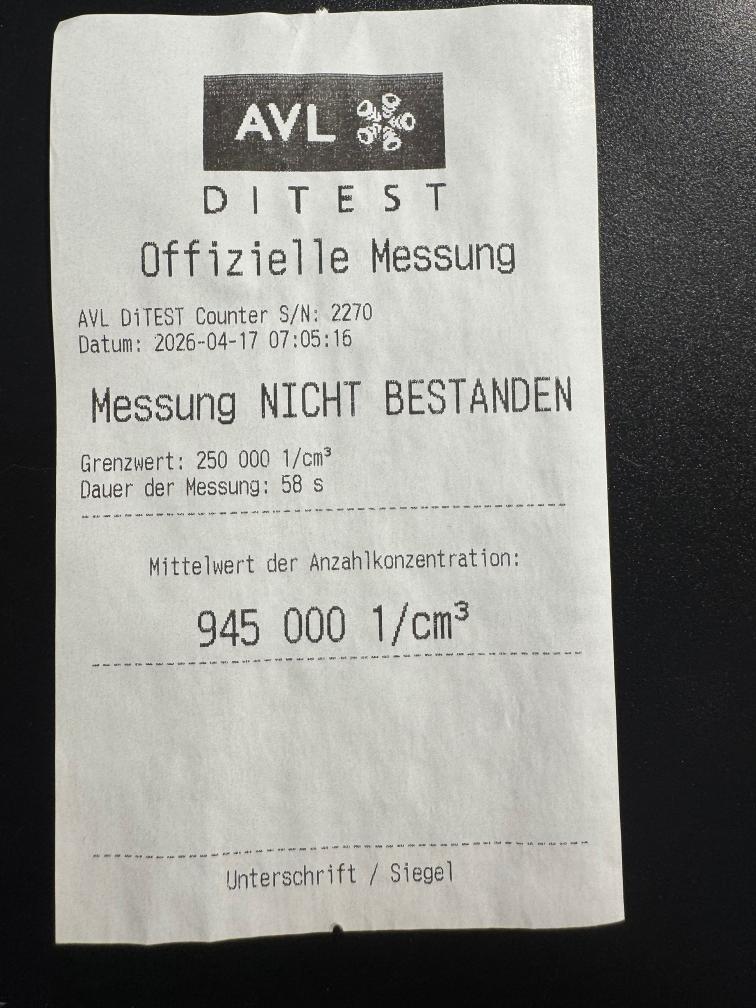 AVL
DITEST
Offizielle Messung
AVL DiTEST Counter S/N: 2270
Datum: 2026-04-17 07:05:16
Messung NICHT BESTANDEN
Grenzwert: 250 000 1/cm³
Dauer der Messung: 58 s
Mittelwert der Anzahlkonzentration:
945 000 1/cm³
Unterschrift / Siegel